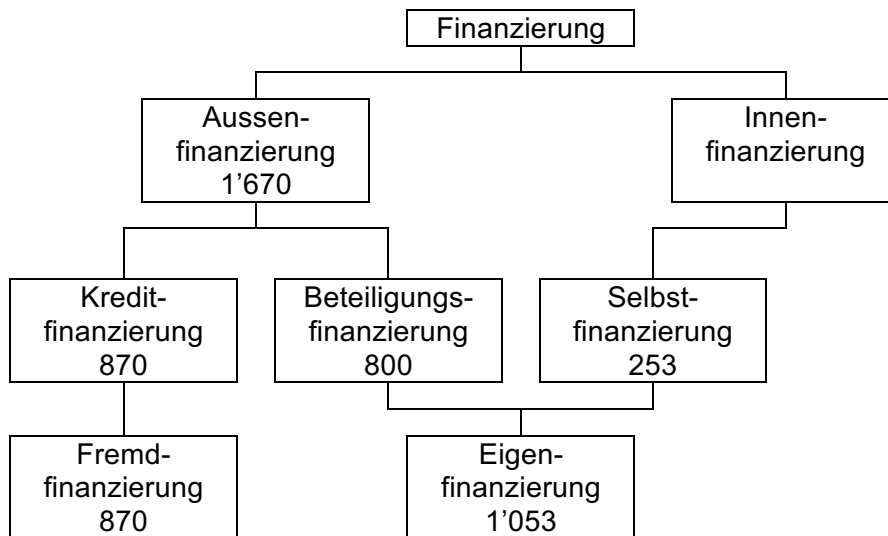 Finanzierung
Aussen-
finanzierung
1’670
Innen-
finanzierung
Kredit-
finanzierung
870
Beteiligungs-
finanzierung
800
Selbst-
finanzierung
253
Fremd-
finanzierung
870
Eigen-
finanzierung
1’053